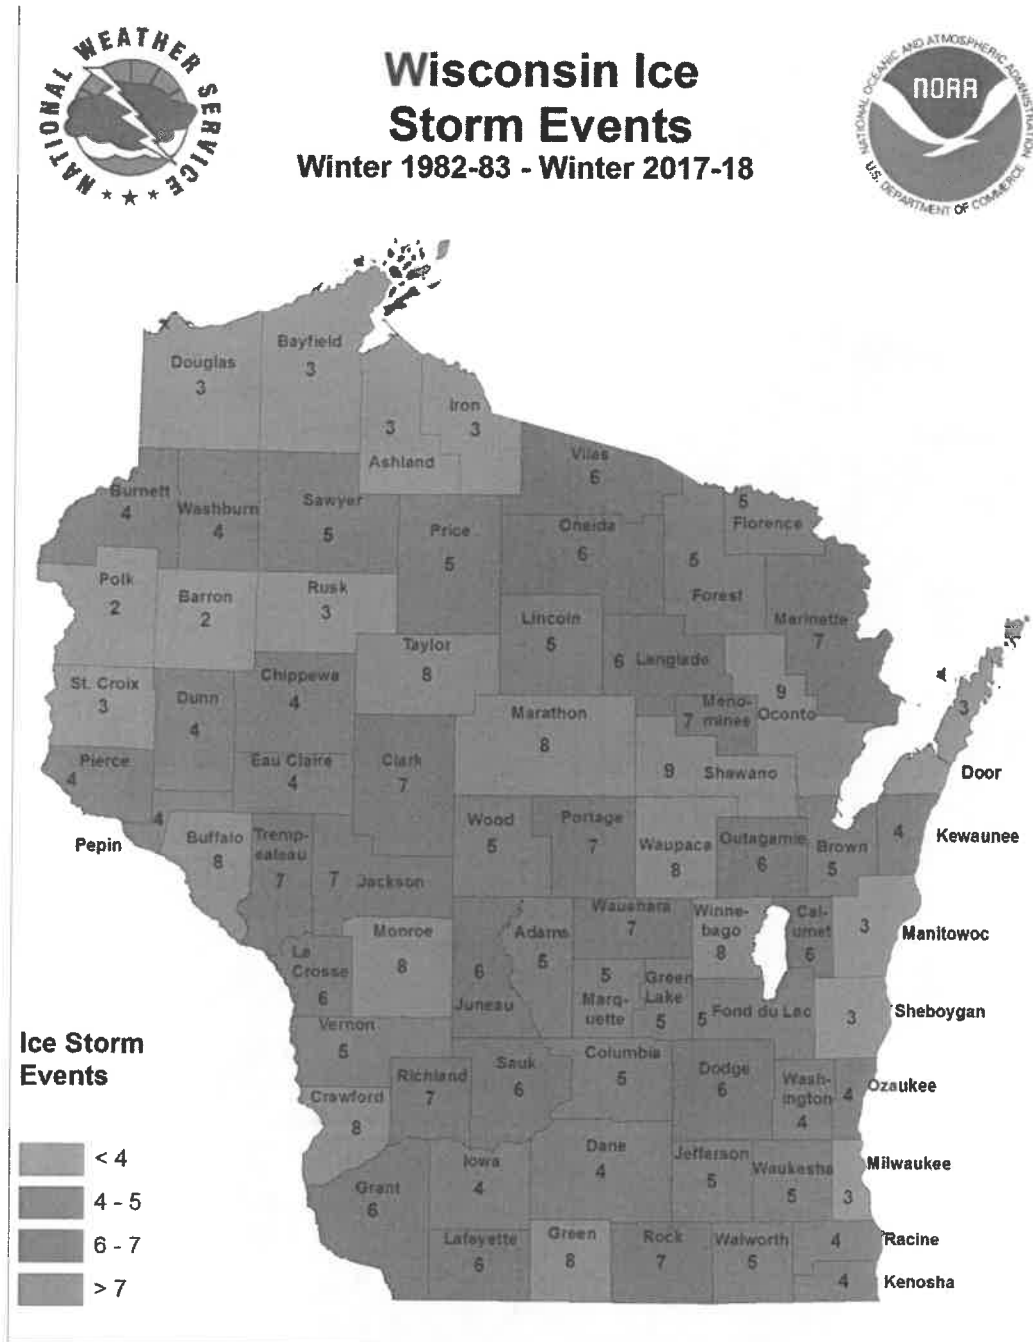 NATIONAL WEATHER SERVICE
Wisconsin Ice
Storm Events
Winter 1982-83 - Winter 2017-18
NATIONAL OCEANIC AND ATMOSPHERIC ADMINISTRATION
NOAA
U.S. DEPARTMENT OF COMMERCE
Douglas
3
Bayfield
3
Ashland
3
Iron
3
Vilas
6
Burnett
4
Washburn
4
Sawyer
5
Price
5
Oneida
6
5
Florence
5
Forest
Polk
2
Barron
2
Rusk
3
Taylor
8
Lincoln
5
6 Langlade
Marinette
7
St. Croix
3
Dunn
4
Chippewa
4
Marathon
8
Meno-
7 minee
9
Oconto
3
Door
Pierce
4
Eau Claire
4
Clark
7
9 Shawano
4
Pepin
Buffalo
8
Tremp-
ealeau
7
7 Jackson
Wood
5
Portage
7
Waupaca
8
Outagamie
6
Brown
5
4
Kewaunee
La
Crosse
6
Monroe
8
6
Juneau
Adams
5
Waushara
7
Winne-
bago
8
Cal-
umet
3
Manitowoc
5
Marq-
uette
Green
Lake
5
5 Fond du Lac
3
Sheboygan
Vernon
5
Crawford
8
Richland
7
Sauk
6
Columbia
5
Dodge
6
Wash-
ington
4
4
Ozaukee
Grant
6
Iowa
4
Dane
4
Jefferson
5
Waukesha
5
3
Milwaukee
Lafayette
6
Green
8
Rock
7
Walworth
5
4
Racine
4
Kenosha
Ice Storm
Events
< 4
4 - 5
6 - 7
> 7